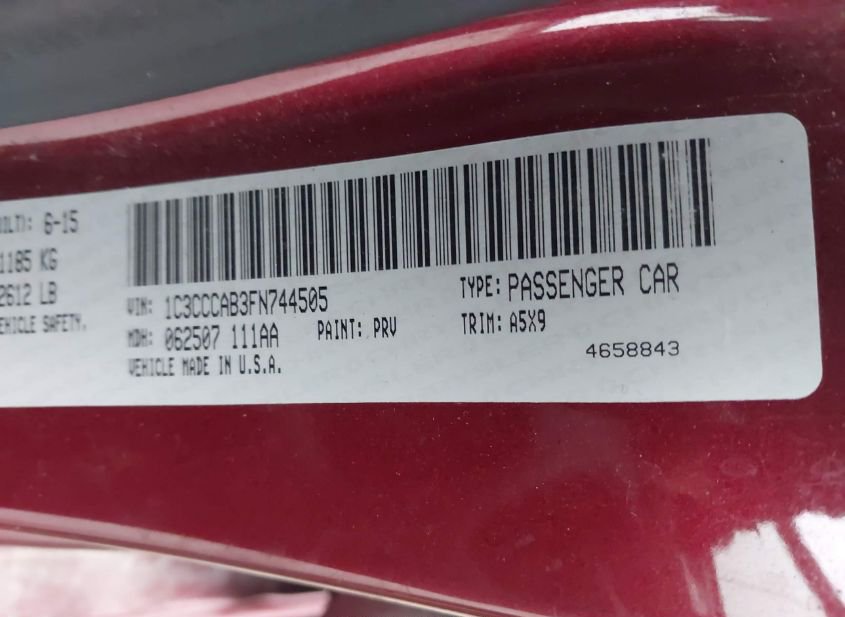 6-15
1185 KG
2612 LB
VEHICLE SAFETY.
VIN: 1C3CCCAB3FN744505
TYPE: PASSENGER CAR
MDH: 062507 111AA
PAINT: PRV
TRIM: A5X9
VEHICLE MADE IN U.S.A.
4658843